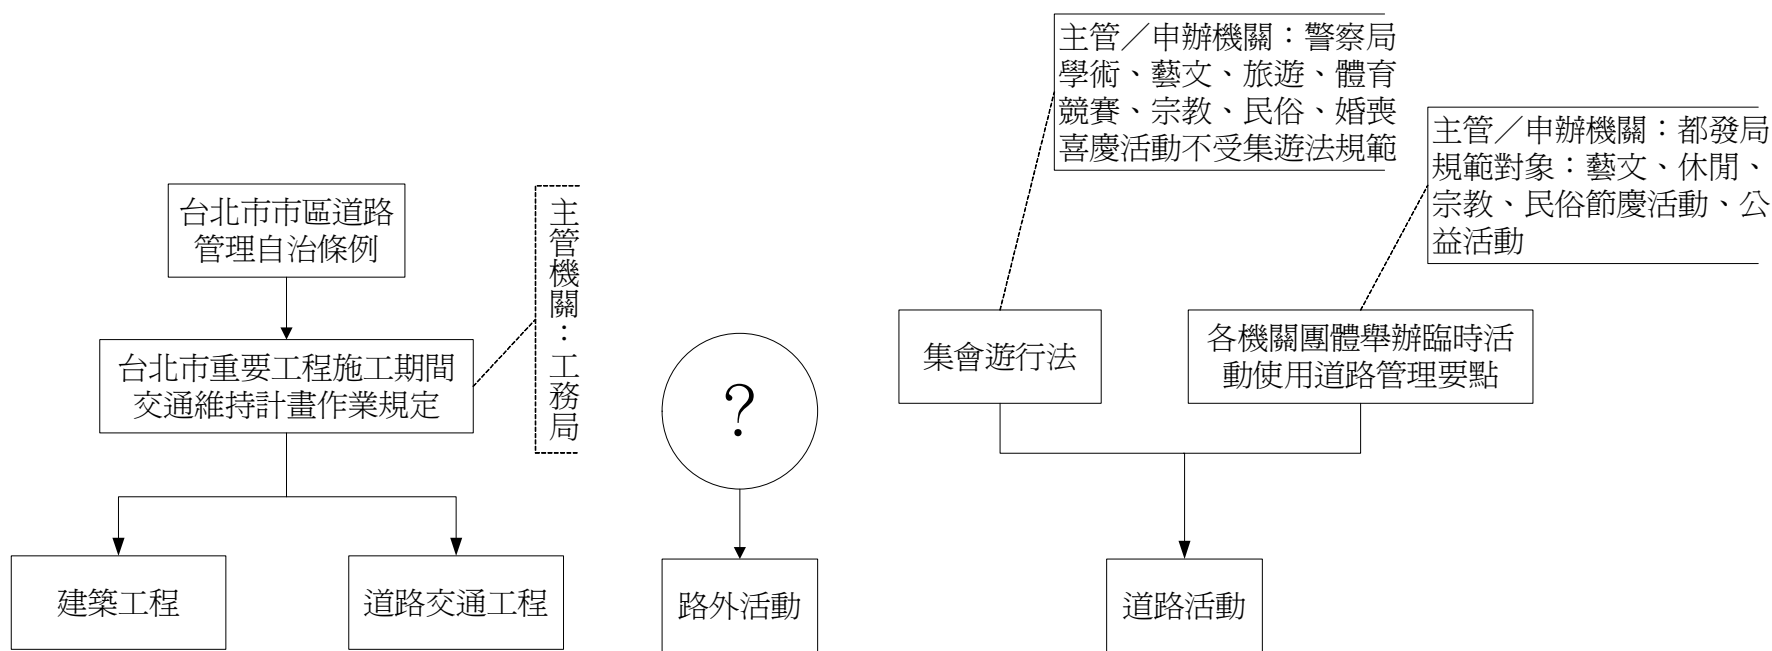 主管／申辦機關：警察局
學術、藝文、旅遊、體育
競賽、宗教、民俗、婚喪
喜慶活動不受集遊法規範
主管／申辦機關：都發局
規範對象：藝文、休閒、
宗教、民俗節慶活動、公
益活動
台北市市區道路
管理自治條例
主管機關：工務局
台北市重要工程施工期間
交通維持計畫作業規定
?
集會遊行法
各機關團體舉辦臨時活
動使用道路管理要點
建築工程
道路交通工程
路外活動
道路活動